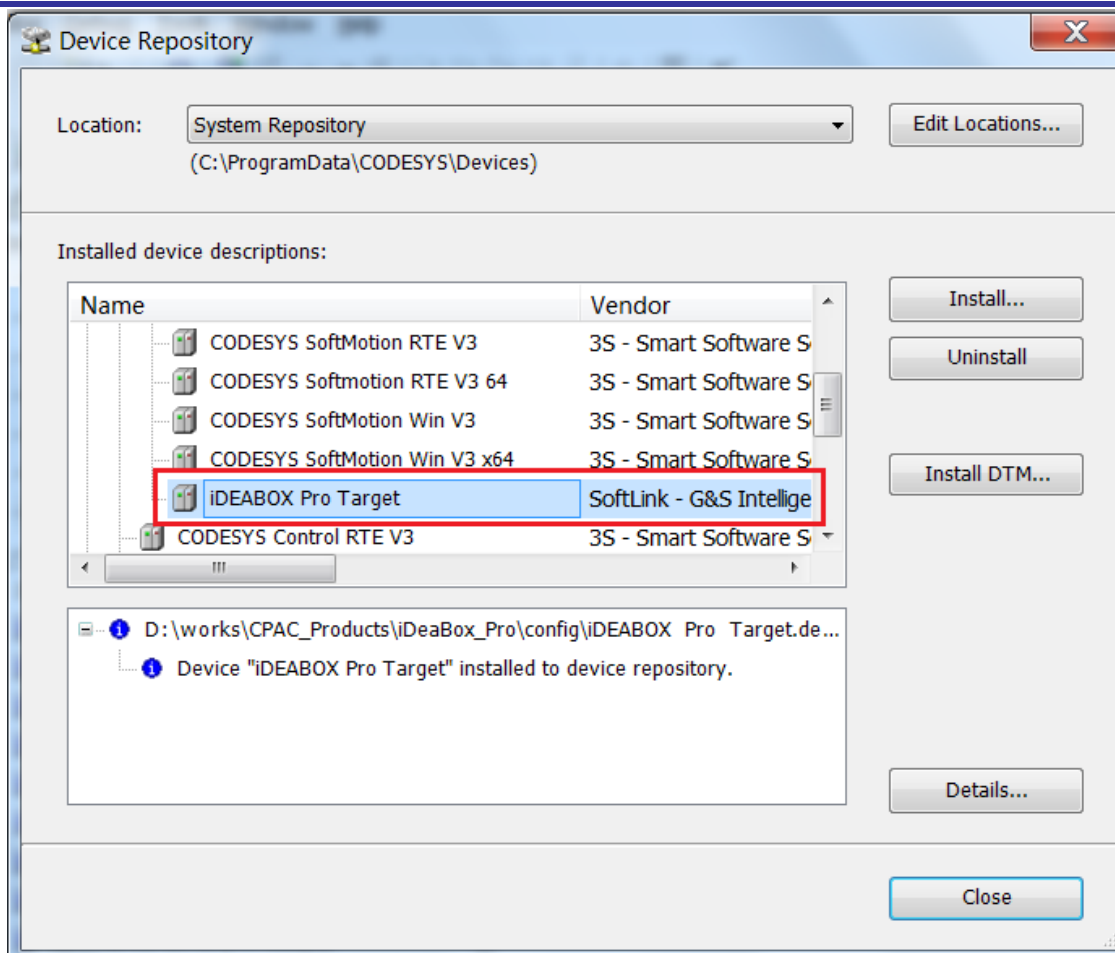 Device Repository
X
Location:
System Repository
Edit Locations...
(C:\ProgramData\CODESYS\Devices)
Installed device descriptions:
Name
Vendor
Install...
CODESYS SoftMotion RTE V3
3S - Smart Software S
Uninstall
CODESYS Softmotion RTE V3 64
3S - Smart Software S
CODESYS SoftMotion Win V3
3S - Smart Software S
CODESYS SoftMotion Win V3 x64
3S - Smart Software S
Install DTM...
iDEABOX Pro Target
SoftLink - G&S Intellige
CODESYS Control RTE V3
3S - Smart Software S
D:\works\CPAC_Products\iDeaBox_Pro\config\iDEABOX Pro Target.de...
Device "iDEABOX Pro Target" installed to device repository.
Details...
Close